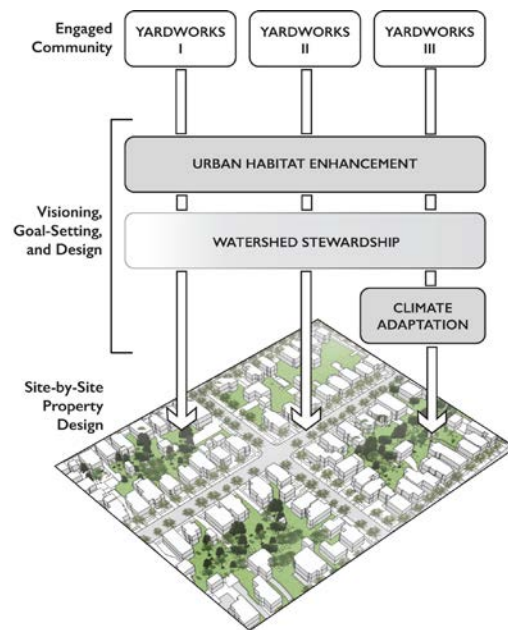 Engaged
Community
YARDWORKS
I
YARDWORKS
II
YARDWORKS
III
Visioning,
Goal-Setting,
and Design
URBAN HABITAT ENHANCEMENT
WATERSHED STEWARDSHIP
CLIMATE
ADAPTATION
Site-by-Site
Property
Design